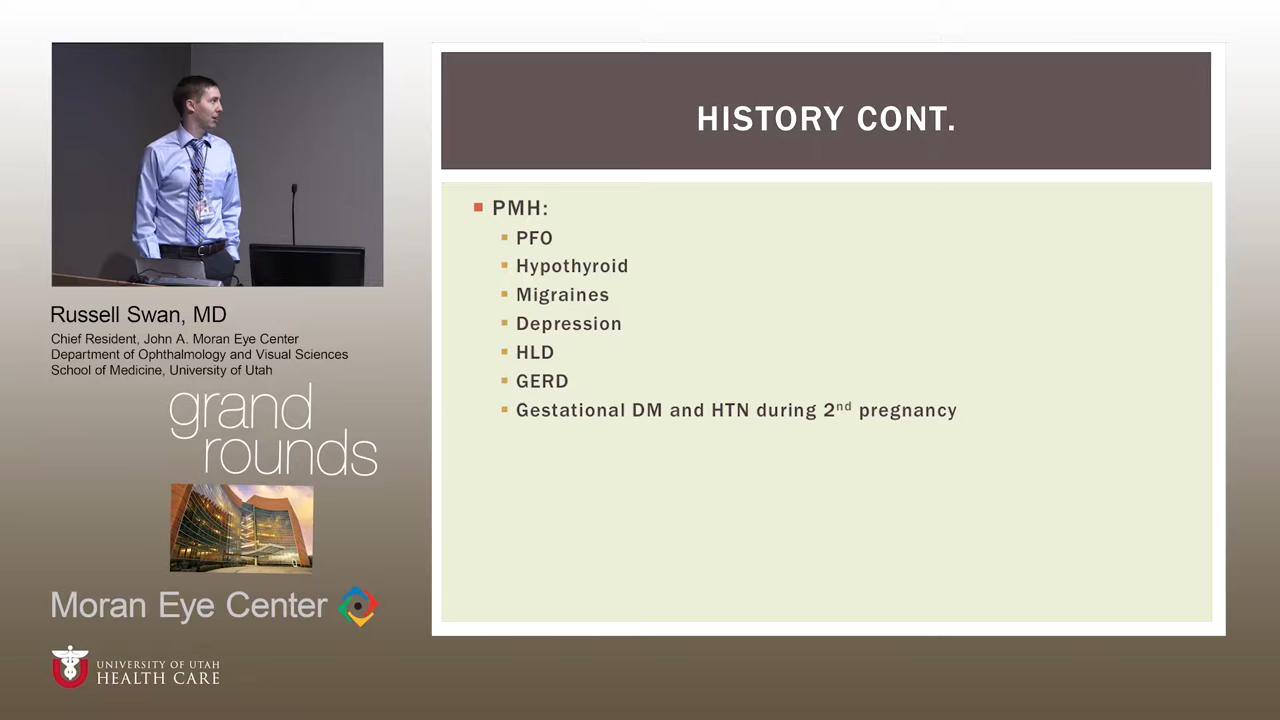 HISTORY CONT.
PMH:
PFO
Hypothyroid
Migraines
Depression
HLD
GERD
Gestational DM and HTN during 2nd pregnancy
Russell Swan, MD
Chief Resident, John A. Moran Eye Center
Department of Ophthalmology and Visual Sciences
School of Medicine, University of Utah
grand
rounds
Moran Eye Center
UNIVERSITY OF UTAH
HEALTH CARE